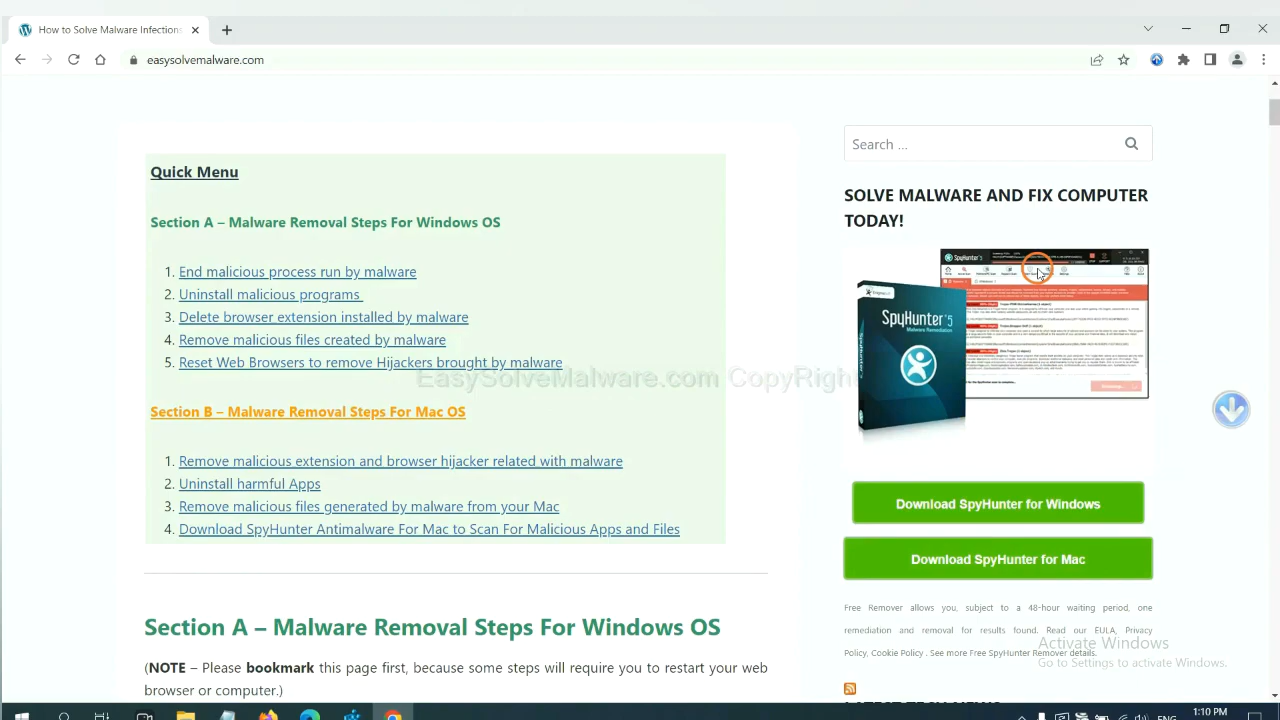 How to Solve Malware Infection
easysolvemalware.com
Quick Menu
Section A – Malware Removal Steps For Windows OS
1. End malicious process run by malware
2. Uninstall malicious programs
3. Delete browser extension installed by malware
4. Remove malicious files created by malware
5. Reset Web Browser to remove Hijackers brought by malware
Section B – Malware Removal Steps For Mac OS
1. Remove malicious extension and browser hijacker related with malware
2. Uninstall harmful Apps
3. Remove malicious files generated by malware from your Mac
4. Download SpyHunter Antimalware For Mac to Scan For Malicious Apps and Files
Section A – Malware Removal Steps For Windows OS
(NOTE – Please bookmark this page first, because some steps will require you to restart your web
browser or computer.)
Search ...
SOLVE MALWARE AND FIX COMPUTER
TODAY!
SpyHunter 5
SpyHunter 5
Malware Remediation
Download SpyHunter for Windows
Download SpyHunter for Mac
Free Remover allows you, subject to a 48-hour waiting period, one
remediation and removal for results found. Read our EULA, Privacy
Policy, Cookie Policy . See more Free SpyHunter Remover details.
Activate Windows
Go to Settings to activate Windows.
LATEST TECH NEWS
EasySolveMalware.com CopyRight
ENG
1:10 PM